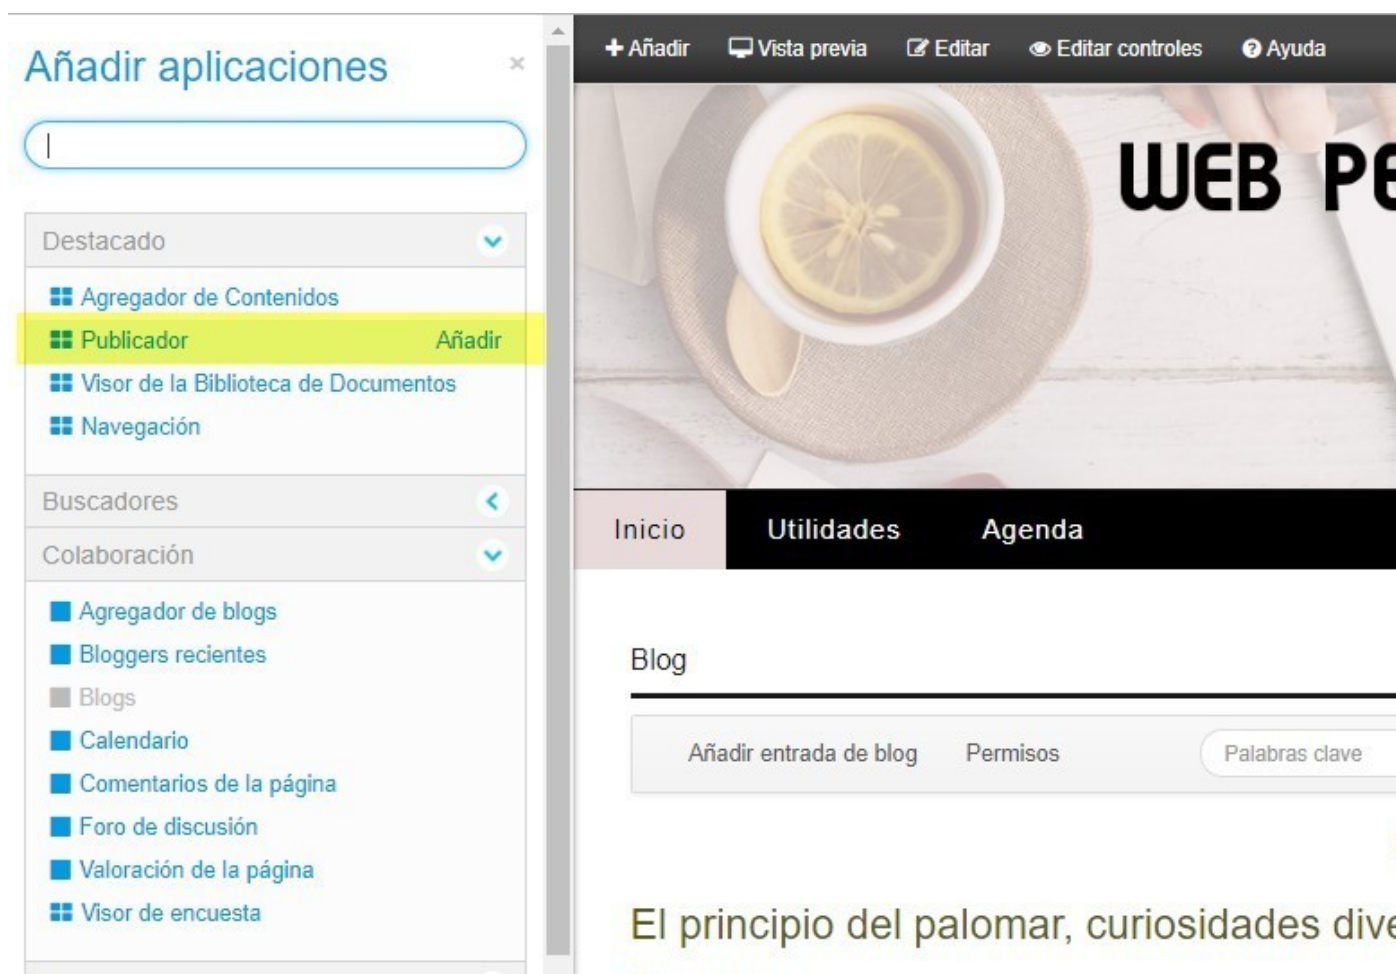 Añadir aplicaciones
×
Destacado
Agregador de Contenidos
Publicador Añadir
Visor de la Biblioteca de Documentos
Navegación
Buscadores
Colaboración
Agregador de blogs
Bloggers recientes
Blogs
Calendario
Comentarios de la página
Foro de discusión
Valoración de la página
Visor de encuesta
Añadir Vista previa Editar Editar controles Ayuda
WEB PE
Inicio Utilidades Agenda
Blog
Añadir entrada de blog Permisos Palabras clave
El principio del palomar, curiosidades dive